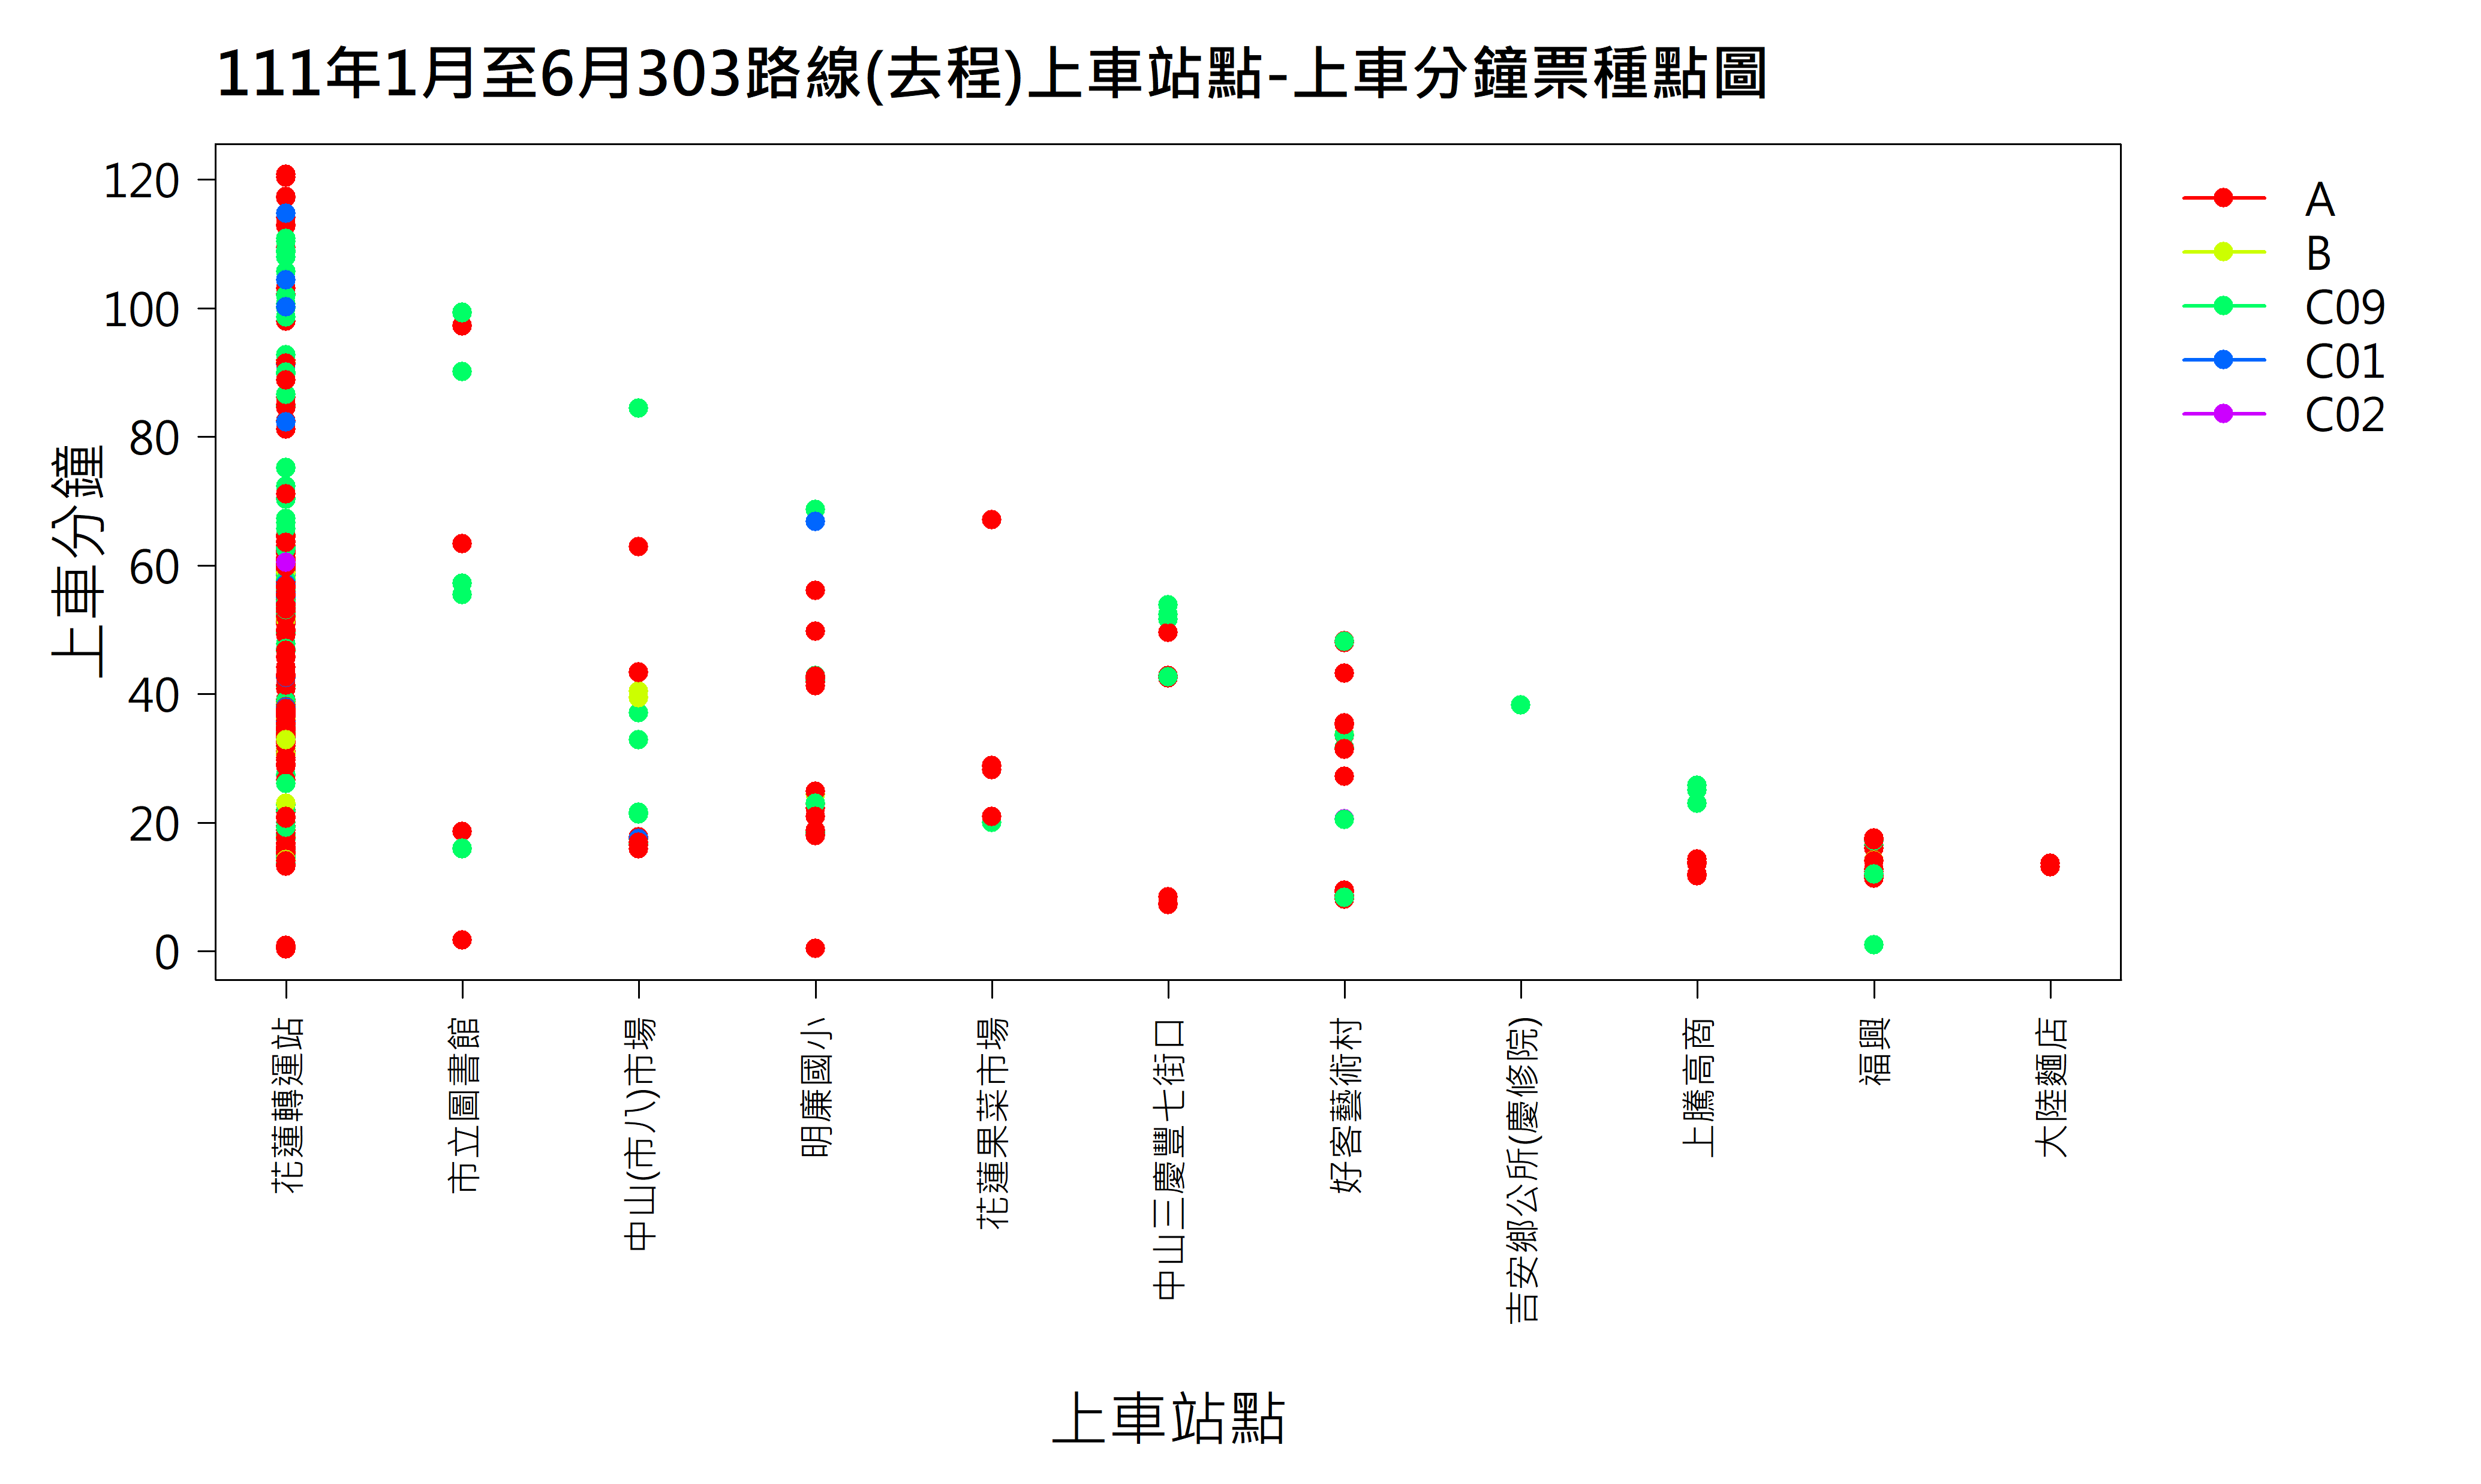 111年1月至6月303路線(去程)上車站點-上車分鐘票種點圖
上車分鐘
120
100
80
60
40
20
0
A
B
C09
C01
C02
花蓮轉運站
市立圖書館
中山(市八)市場
明廉國小
花蓮果菜市場
中山三慶豐七街口
好客藝術村
吉安鄉公所(慶修院)
上騰高商
福興
大陸麵店
上車站點